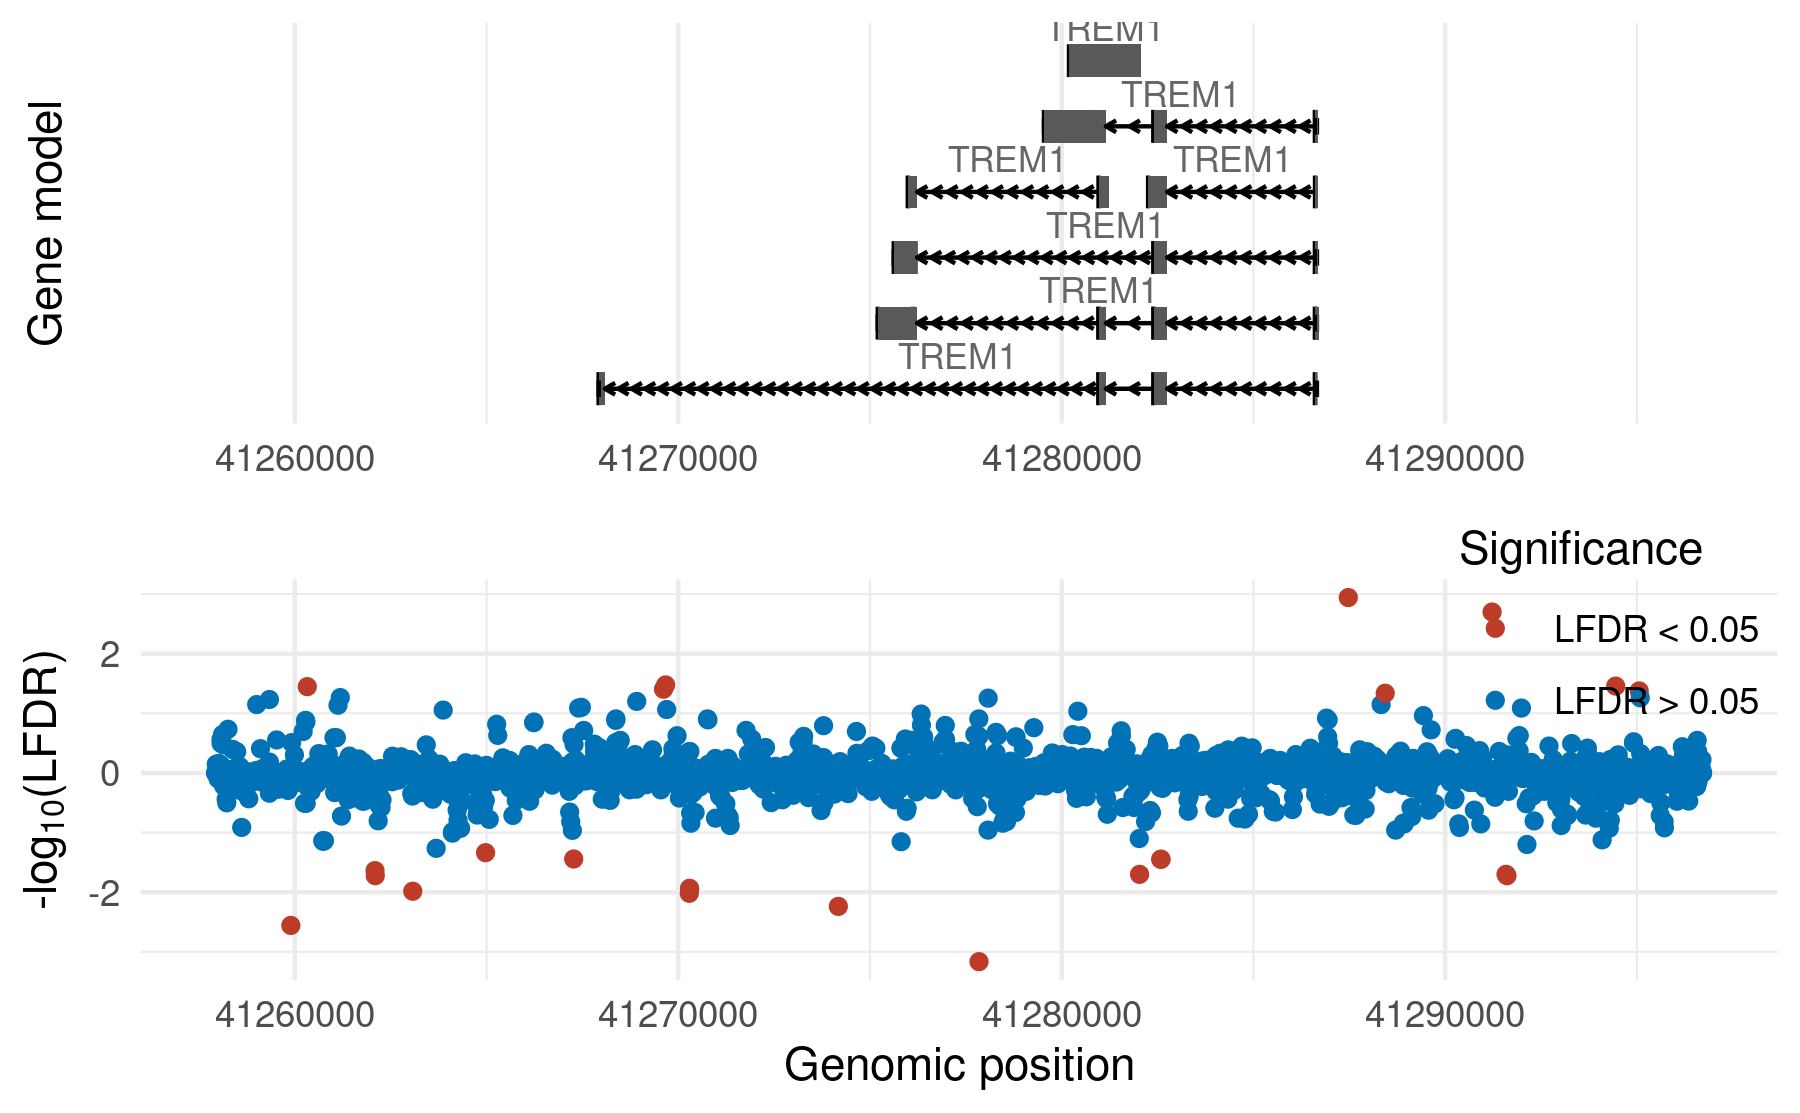 TREM1
TREM1
TREM1 TREM1
TREM1
TREM1
TREM1
Gene model
41260000 41270000 41280000 41290000
Significance
LFDR < 0.05
LFDR > 0.05
2
0
-2
-log10(LFDR)
41260000 41270000 41280000 41290000
Genomic position